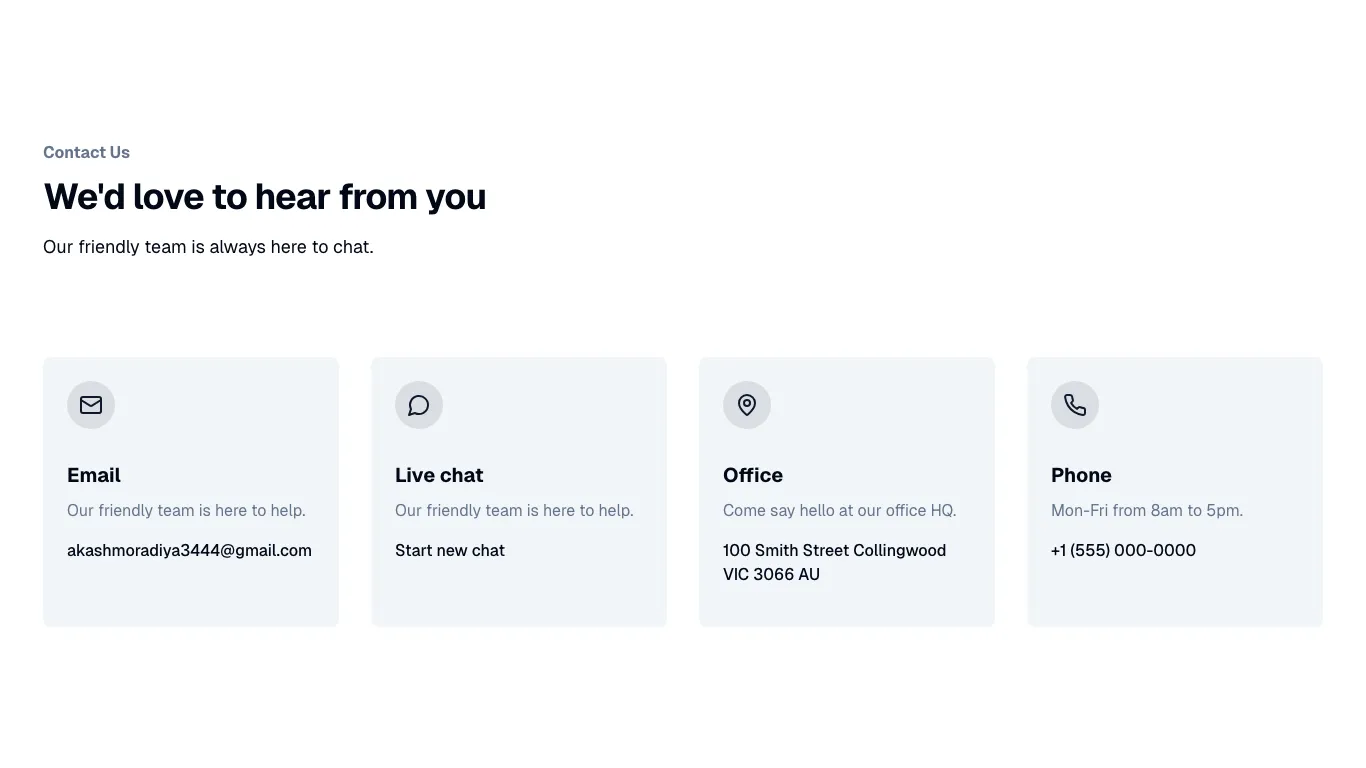 Contact Us
We'd love to hear from you
Our friendly team is always here to chat.
Email
Our friendly team is here to help.
akashmoradiya3444@gmail.com
Live chat
Our friendly team is here to help.
Start new chat
Office
Come say hello at our office HQ.
100 Smith Street Collingwood
VIC 3066 AU
Phone
Mon-Fri from 8am to 5pm.
+1 (555) 000-0000